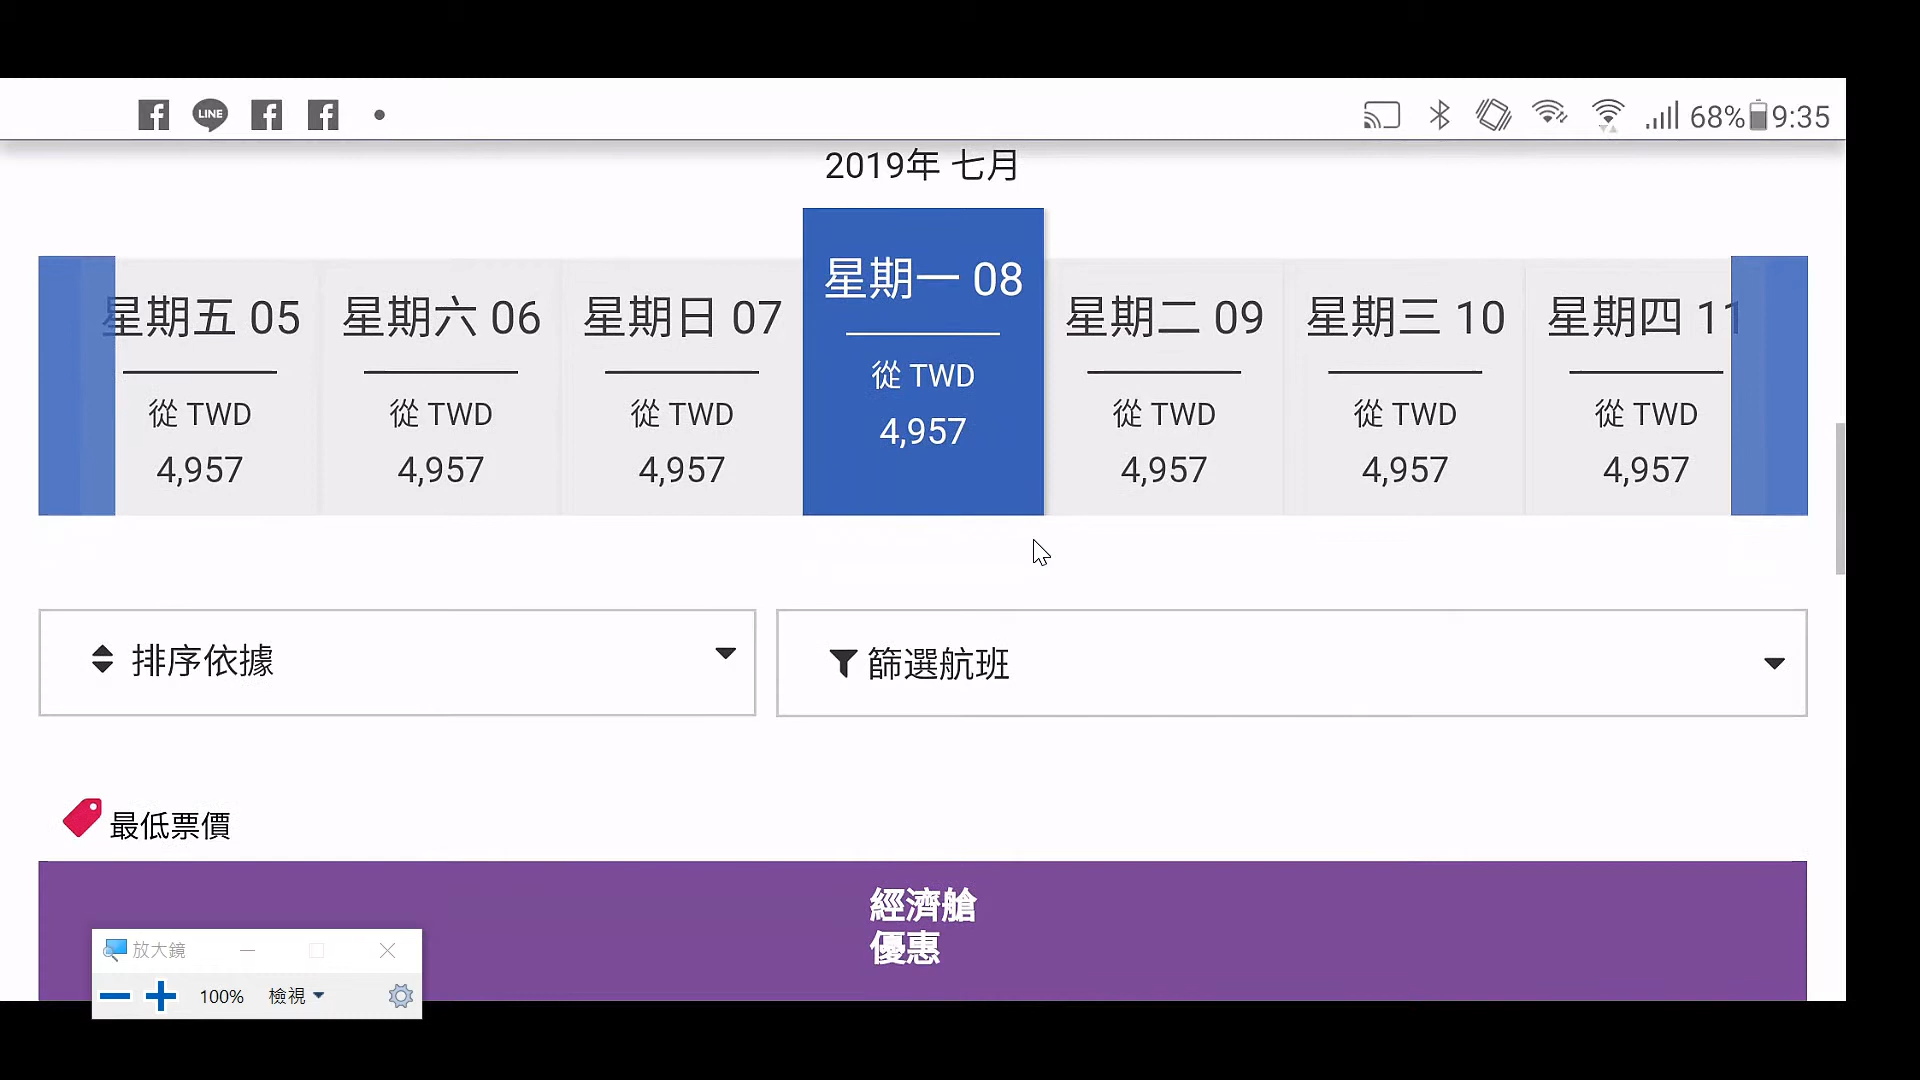 LINE
68% 9:35
2019年 七月
星期五 05
從 TWD
4,957
星期六 06
從 TWD
4,957
星期日 07
從 TWD
4,957
星期一 08
從 TWD
4,957
星期二 09
從 TWD
4,957
星期三 10
從 TWD
4,957
星期四 11
從 TWD
4,957
排序依據
篩選航班
最低票價
經濟艙
優惠
放大鏡
100% 檢視